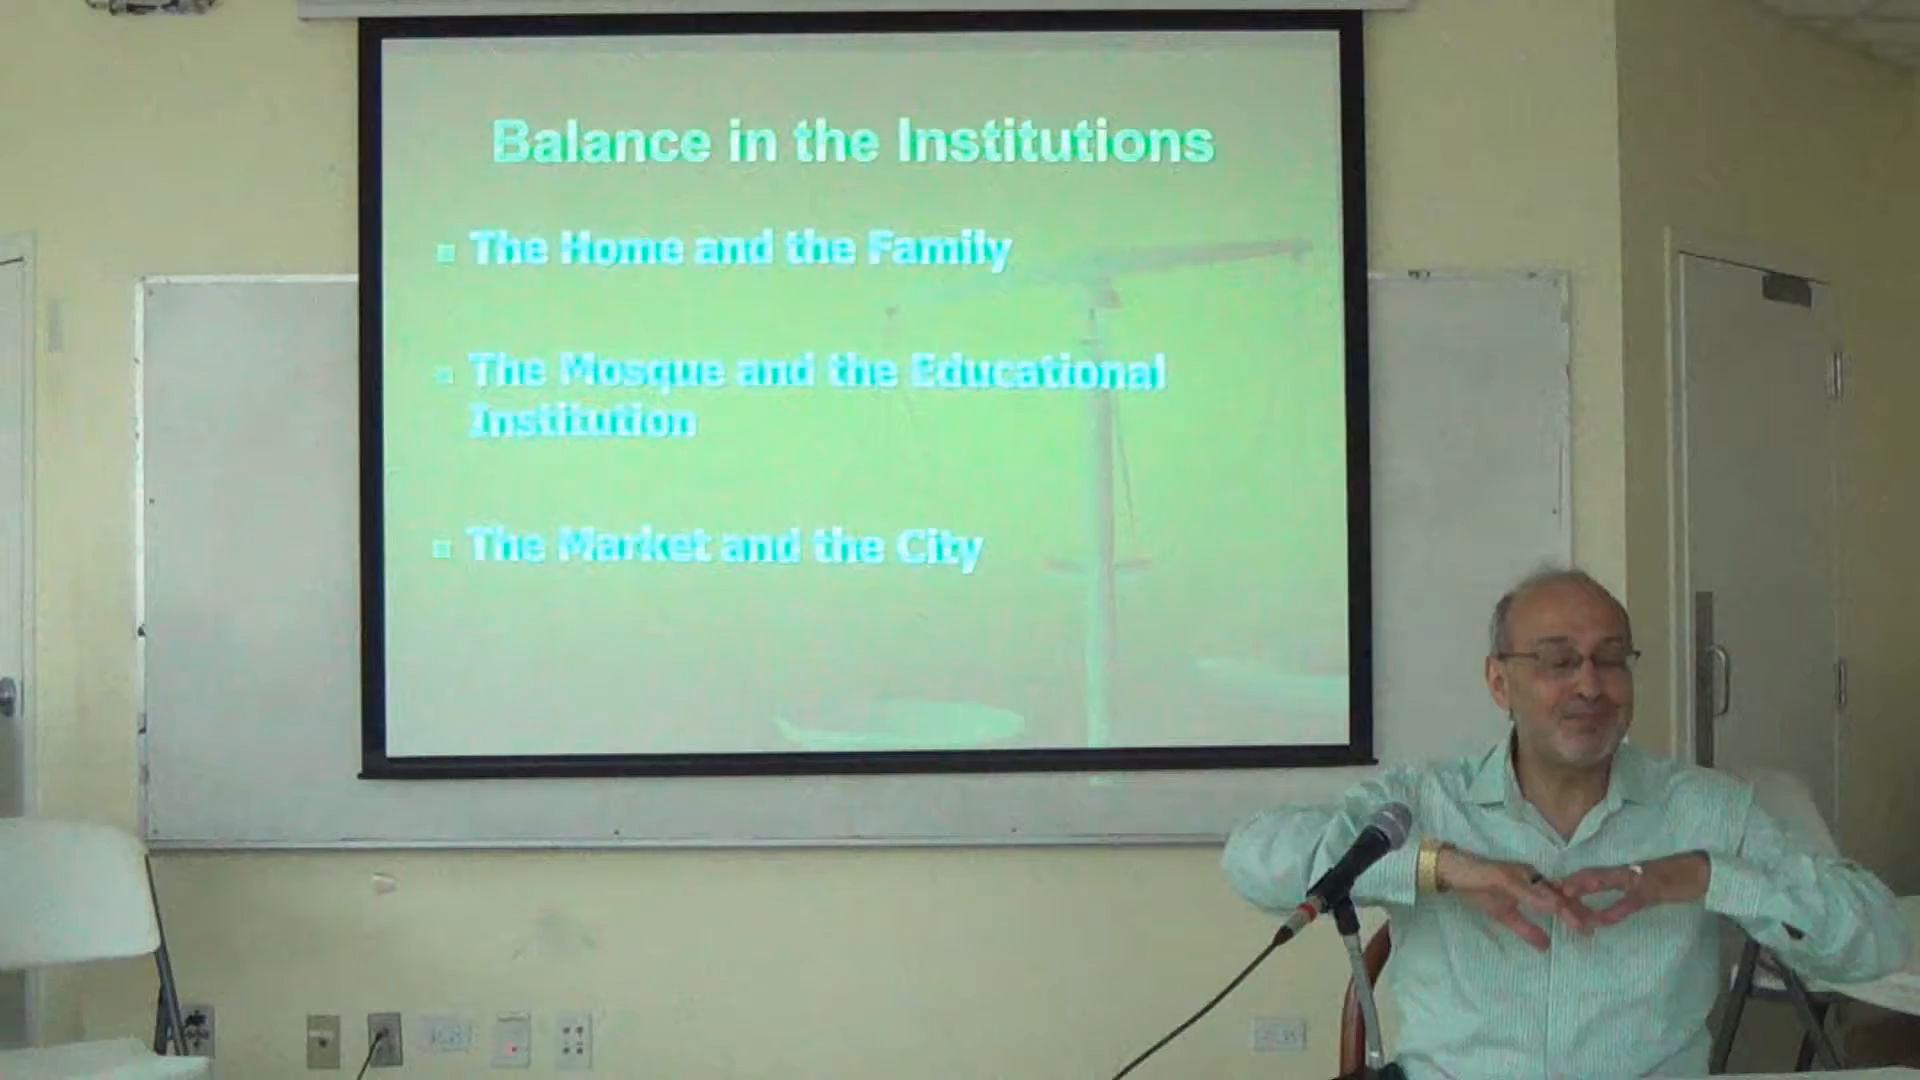 Balance in the Institutions
The Home and the Family
The Mosque and the Educational
Institution
The Market and the City